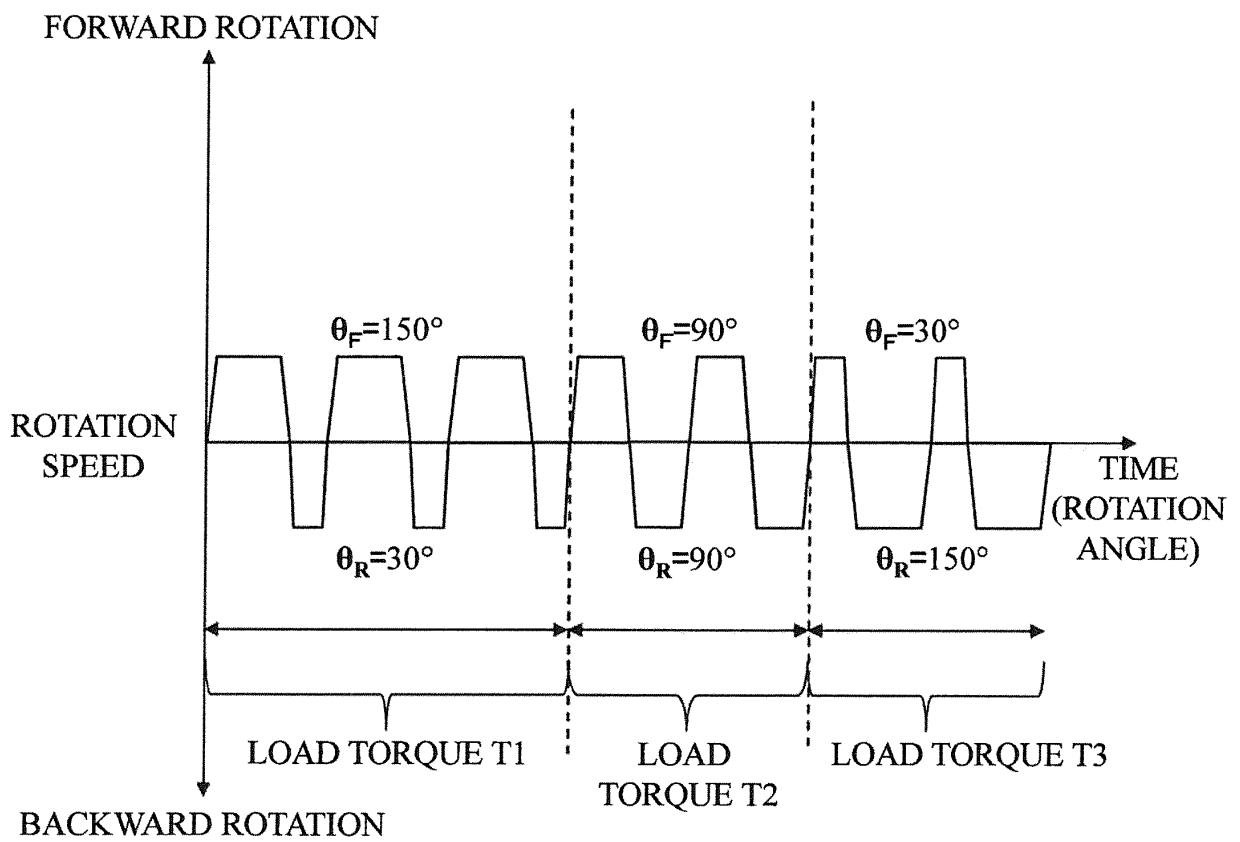 FORWARD ROTATION
θF=150°
θF=90°
θF=30°
ROTATION
SPEED
TIME
(ROTATION
ANGLE)
θR=30°
θR=90°
θR=150°
LOAD TORQUE T1
LOAD
TORQUE T2
LOAD TORQUE T3
BACKWARD ROTATION